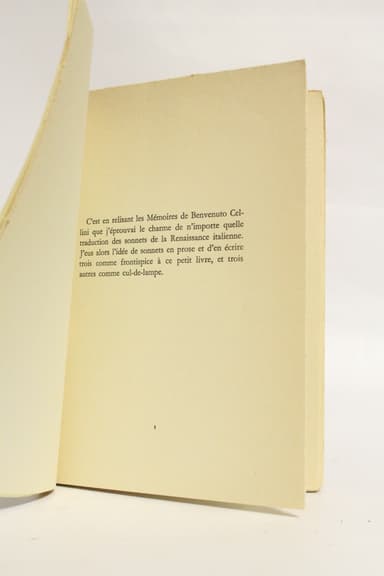 C'est en relisant les Mémoires de Benvenuto Cel-
lini que j'éprouvai le charme de n'importe quelle
traduction des sonnets de la Renaissance italienne.
J'eus alors l'idée de sonnets en prose et d'en écrire
trois comme frontispice à ce petit livre, et trois
autres comme cul-de-lampe.
1